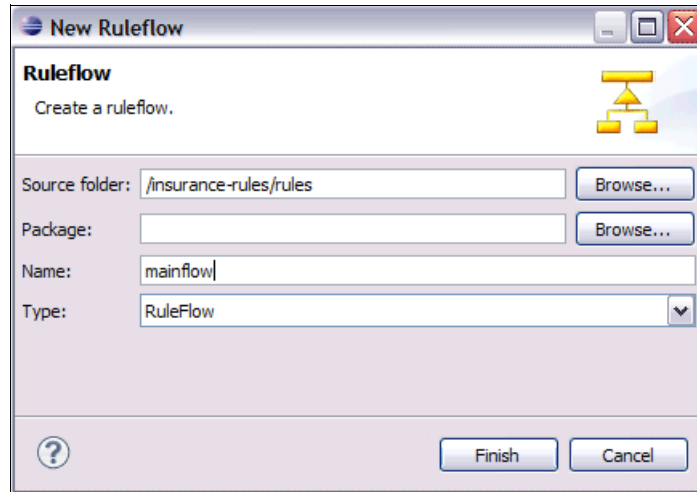 New Ruleflow
Ruleflow
Create a ruleflow.
Source folder: /insurance-rules/rules Browse...
Package: Browse...
Name: mainflow
Type: RuleFlow
? Finish Cancel